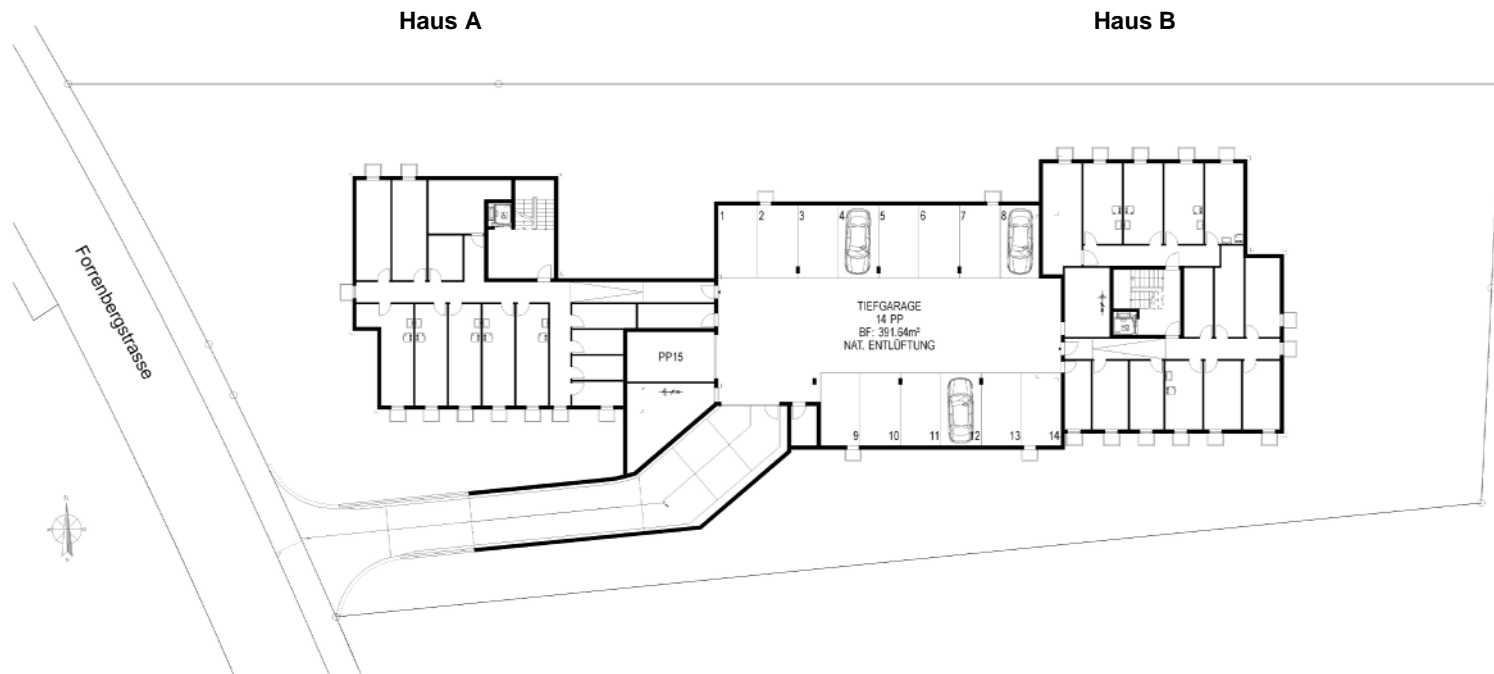 Haus A
Haus B
Forrenbergstrasse
1
2
3
4
5
6
7
8
TIEFGARAGE
14 PP
BF: 391.64m²
NAT. ENTLÜFTUNG
PP15
9
10
11
12
13
14
N
S